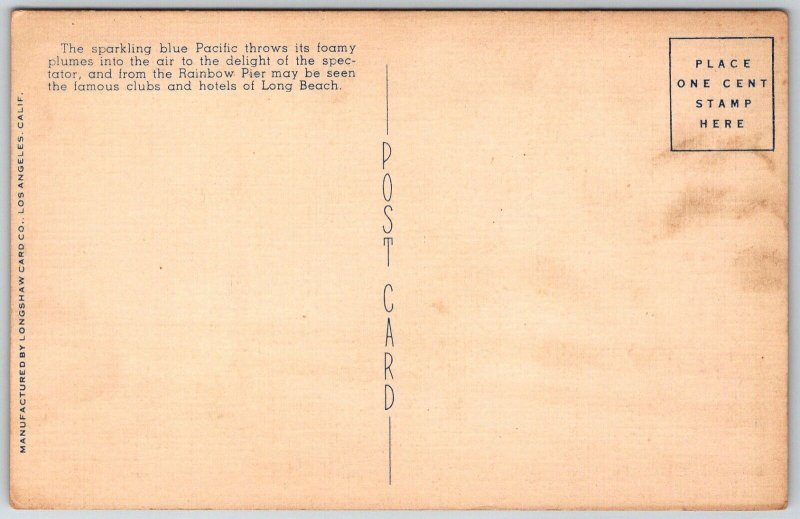 The sparkling blue Pacific throws its foamy
plumes into the air to the delight of the spec-
tator, and from the Rainbow Pier may be seen
the famous clubs and hotels of Long Beach.
MANUFACTURED BY LONGSHAW CARD CO., LOS ANGELES, CALIF.
POST CARD
PLACE
ONE CENT
STAMP
HERE